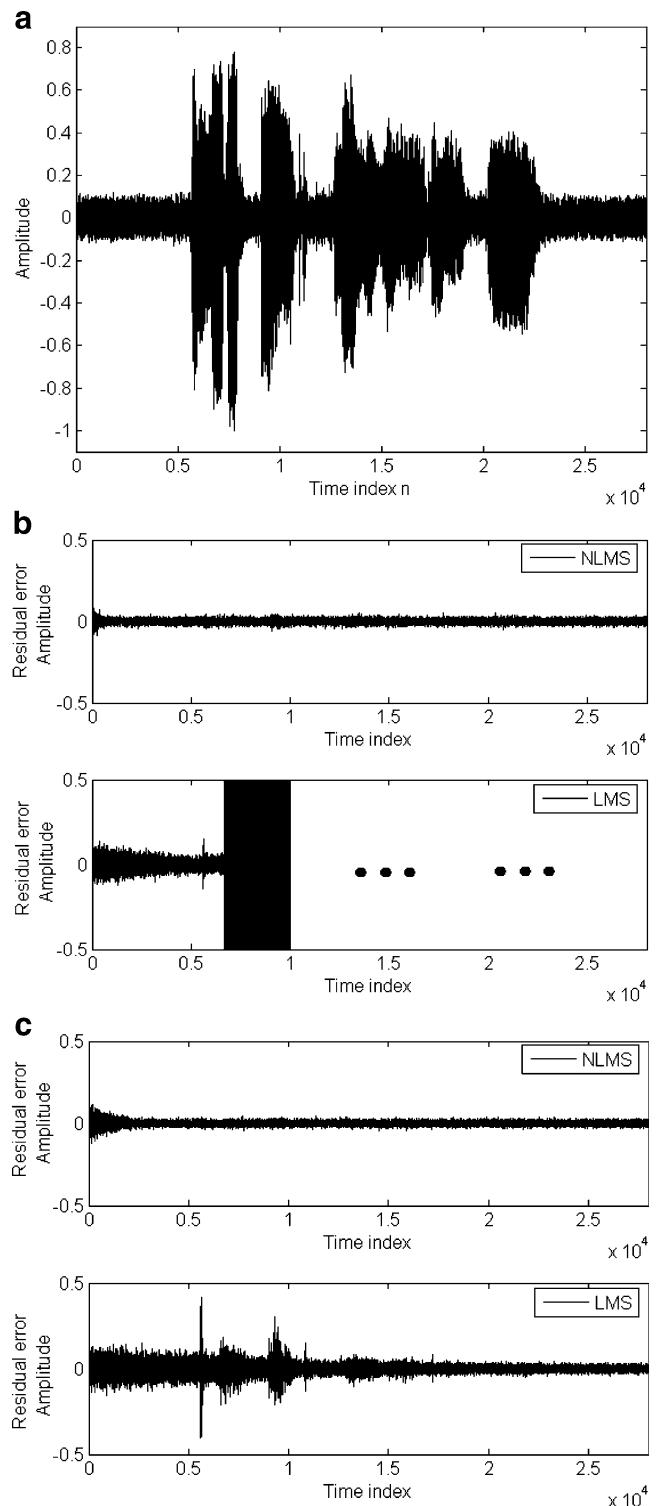 a
0.8
0.6
0.4
0.2
0
-0.2
-0.4
-0.6
-0.8
-1
Amplitude
0 0.5 1 1.5 2 2.5
Time index n
x 10^4
b
0.5
0
-0.5
Residual error
Amplitude
NLMS
0 0.5 1 1.5 2 2.5
Time index
x 10^4
0.5
0
-0.5
Residual error
Amplitude
LMS
0 0.5 1 1.5 2 2.5
Time index
x 10^4
c
0.5
0
-0.5
Residual error
Amplitude
NLMS
0 0.5 1 1.5 2 2.5
Time index
x 10^4
0.5
0
-0.5
Residual error
Amplitude
LMS
0 0.5 1 1.5 2 2.5
Time index
x 10^4